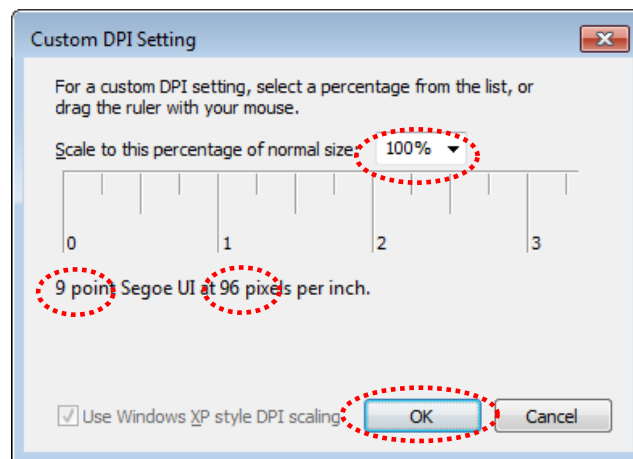 Custom DPI Setting
For a custom DPI setting, select a percentage from the list, or
drag the ruler with your mouse.
Scale to this percentage of normal size: 100%
0 1 2 3
9 point Segoe UI at 96 pixels per inch.
Use Windows XP style DPI scaling OK Cancel